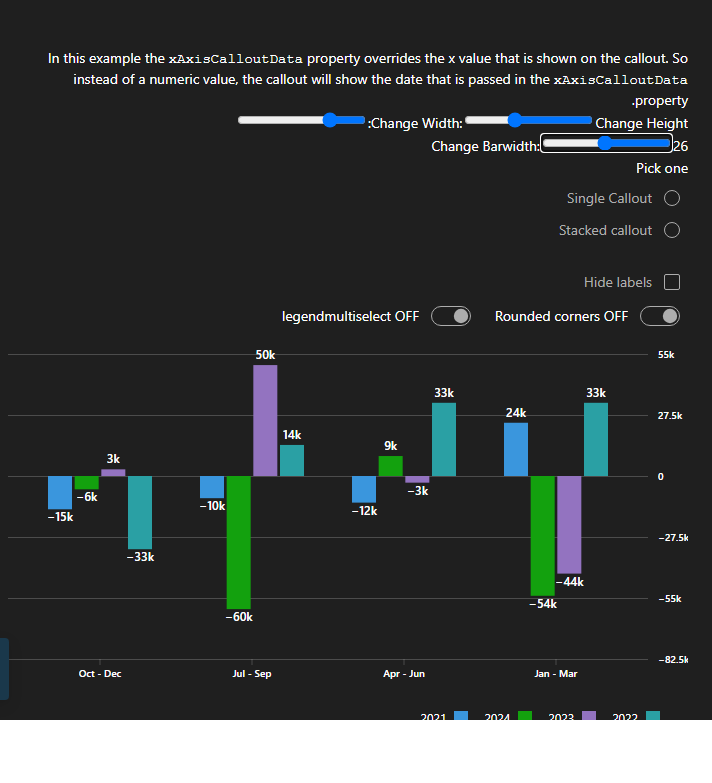 In this example the xAxisCalloutData property overrides the x value that is shown on the callout. So
instead of a numeric value, the callout will show the date that is passed in the xAxisCalloutData
.property
:Change Width: Change Height
Change Barwidth: 26
Pick one
Single Callout
Stacked callout
Hide labels
legendmultiselect OFF Rounded corners OFF
55k
27.5k
0
−27.5k
−55k
−82.5k
−15k −6k 3k −33k
−10k −60k 50k 14k
−12k 9k −3k 33k
24k −54k −44k 33k
Oct - Dec Jul - Sep Apr - Jun Jan - Mar
2021 2024 2023 2022